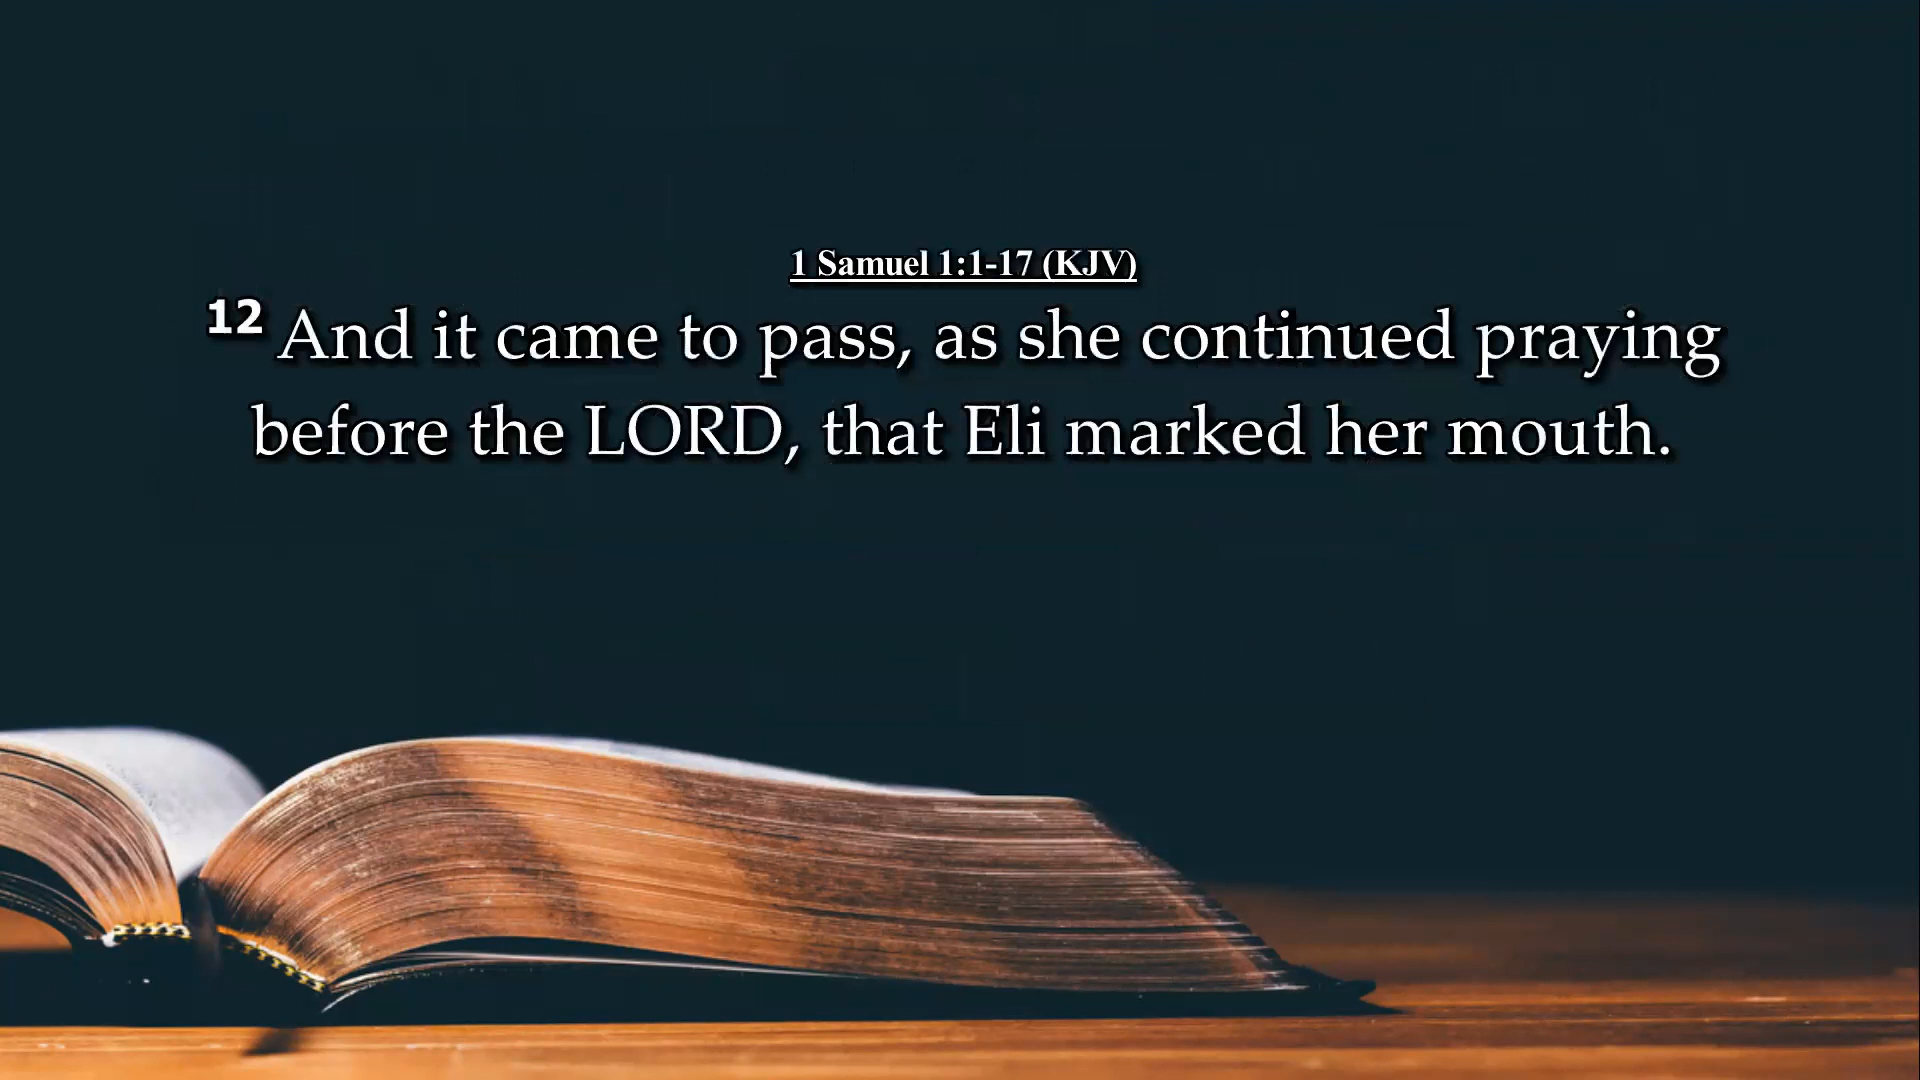 1 Samuel 1:1-17 (KJV)
12 And it came to pass, as she continued praying
before the LORD, that Eli marked her mouth.